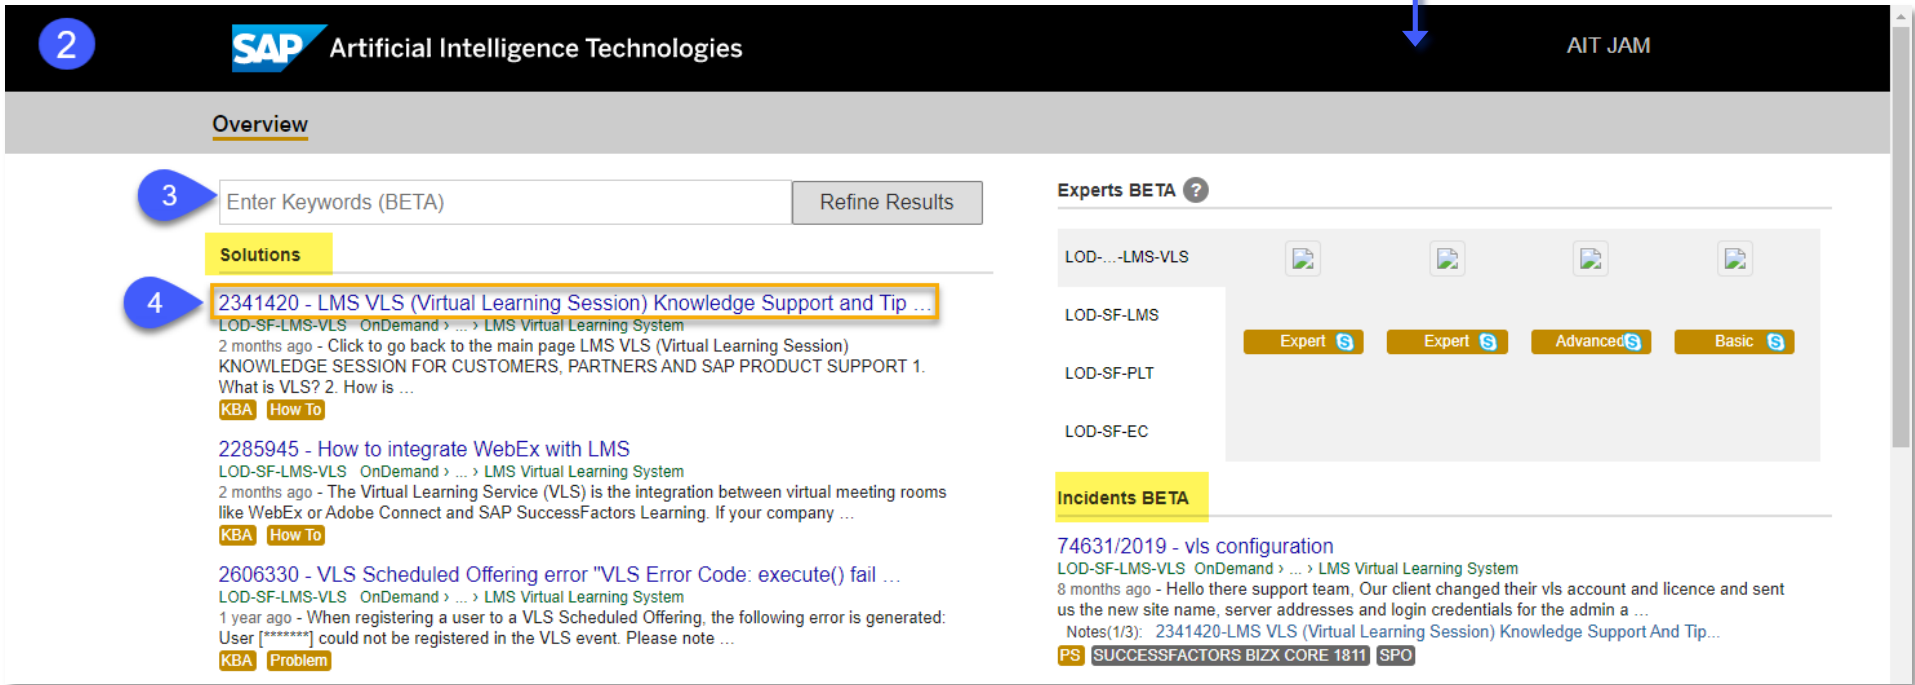 2
SAP Artificial Intelligence Technologies
AIT JAM
Overview
3
Enter Keywords (BETA)
Refine Results
Solutions
4
2341420 - LMS VLS (Virtual Learning Session) Knowledge Support and Tip ...
LOD-SF-LMS-VLS OnDemand › ... › LMS Virtual Learning System
2 months ago - Click to go back to the main page LMS VLS (Virtual Learning Session)
KNOWLEDGE SESSION FOR CUSTOMERS, PARTNERS AND SAP PRODUCT SUPPORT 1.
What is VLS? 2. How is ...
KBA How To
2285945 - How to integrate WebEx with LMS
LOD-SF-LMS-VLS OnDemand › ... › LMS Virtual Learning System
2 months ago - The Virtual Learning Service (VLS) is the integration between virtual meeting rooms
like WebEx or Adobe Connect and SAP SuccessFactors Learning. If your company ...
KBA How To
2606330 - VLS Scheduled Offering error "VLS Error Code: execute() fail ...
LOD-SF-LMS-VLS OnDemand › ... › LMS Virtual Learning System
1 year ago - When registering a user to a VLS Scheduled Offering, the following error is generated:
User [*******] could not be registered in the VLS event. Please note ...
KBA Problem
Experts BETA ?
LOD-...-LMS-VLS
LOD-SF-LMS
Expert Expert Advanced Basic
LOD-SF-PLT
LOD-SF-EC
Incidents BETA
74631/2019 - vls configuration
LOD-SF-LMS-VLS OnDemand › ... › LMS Virtual Learning System
8 months ago - Hello there support team, Our client changed their vls account and licence and sent
us the new site name, server addresses and login credentials for the admin a ...
Notes(1/3): 2341420-LMS VLS (Virtual Learning Session) Knowledge Support And Tip...
PS SUCCESSFACTORS BIZX CORE 1811 SPO